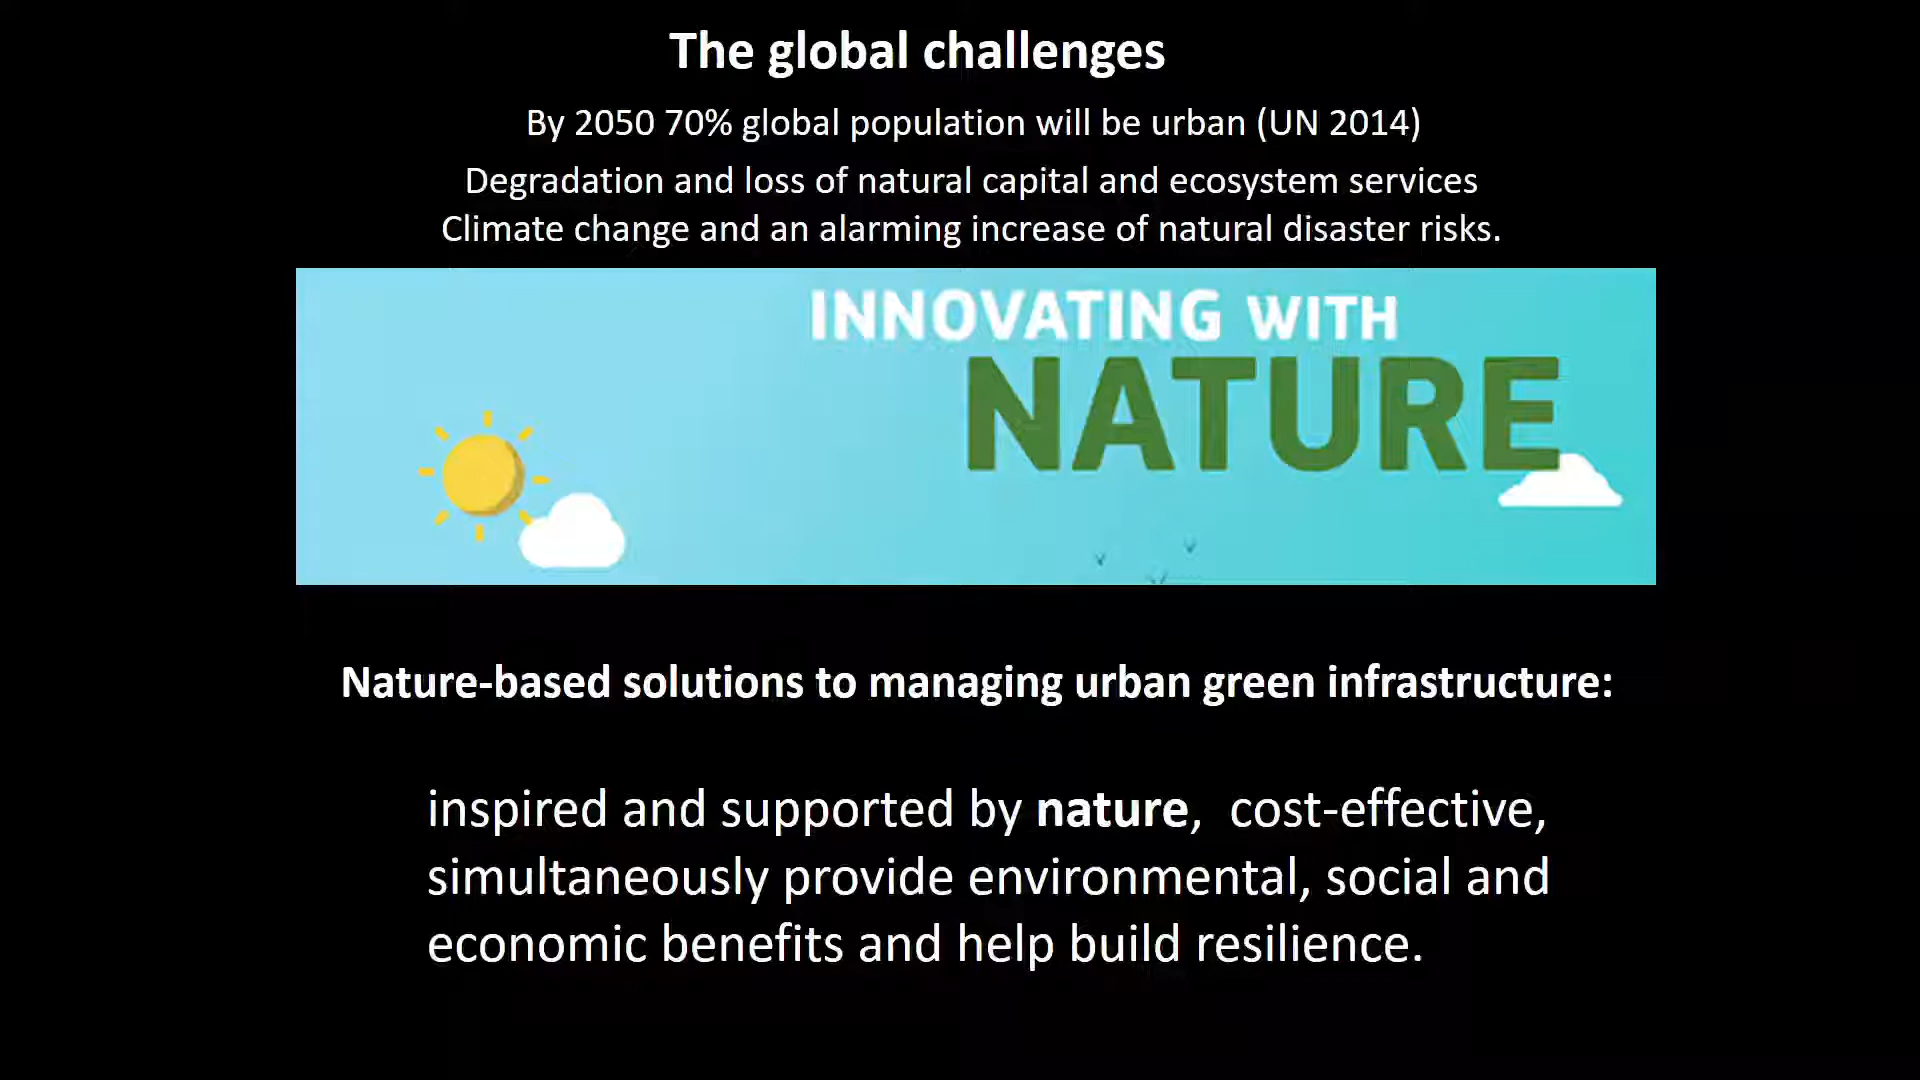 The global challenges
By 2050 70% global population will be urban (UN 2014)
Degradation and loss of natural capital and ecosystem services
Climate change and an alarming increase of natural disaster risks.
INNOVATING WITH
NATURE
Nature-based solutions to managing urban green infrastructure:
inspired and supported by nature, cost-effective,
simultaneously provide environmental, social and
economic benefits and help build resilience.